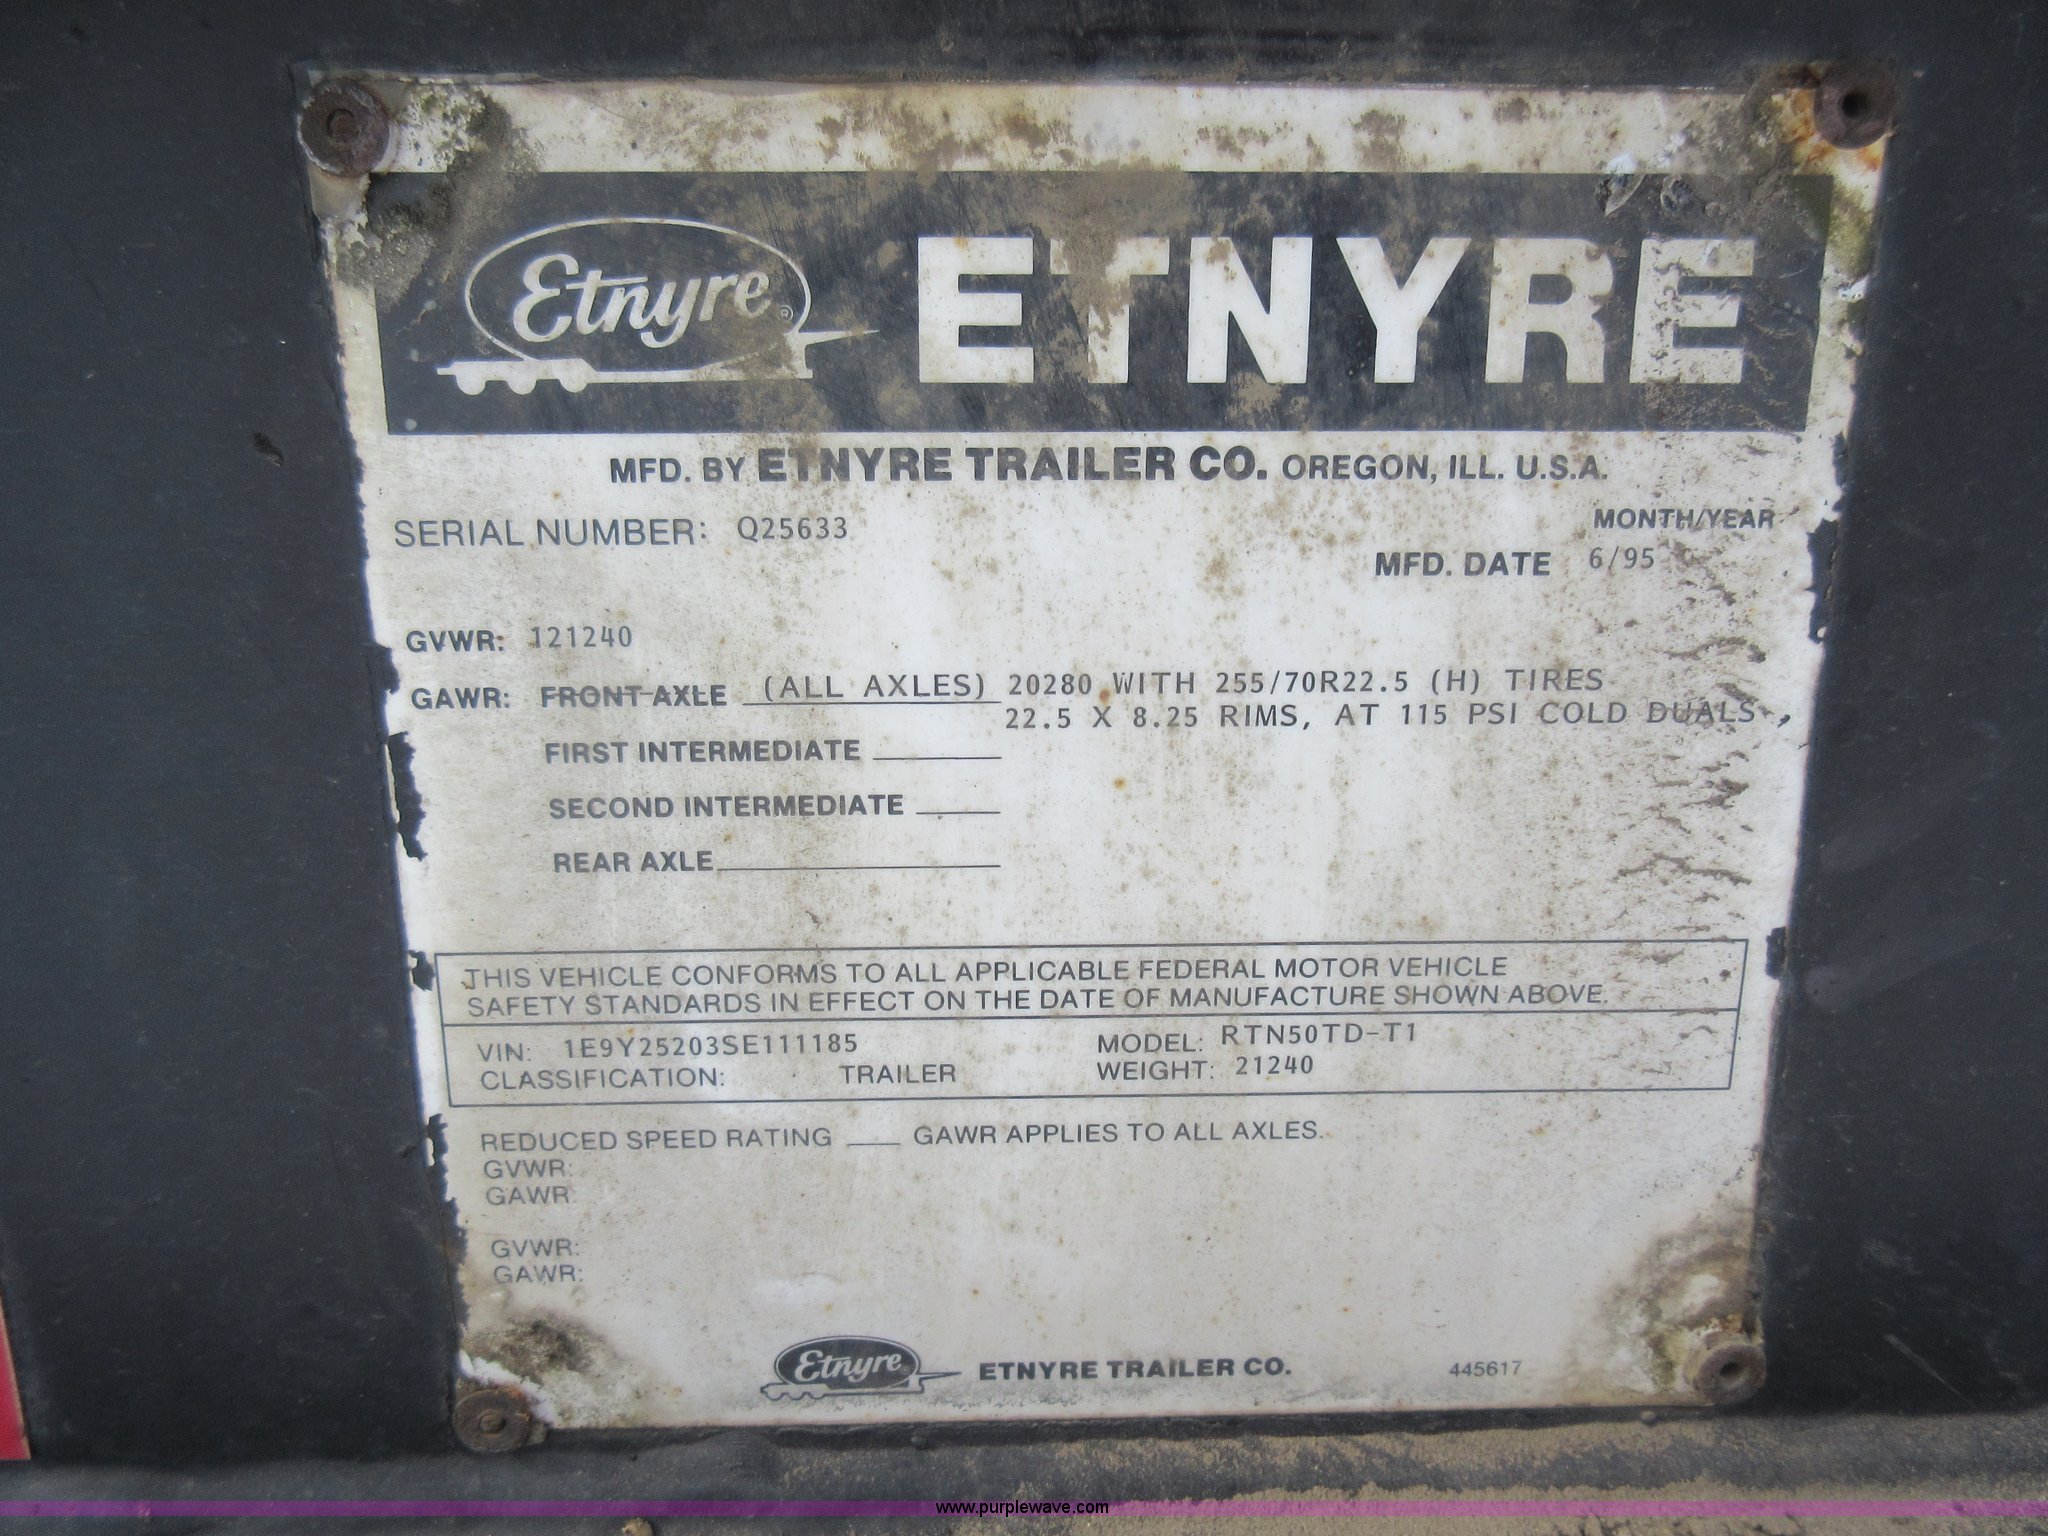 Etnyre ®
ETNYRE
MFD. BY ETNYRE TRAILER CO. OREGON, ILL. U.S.A.
SERIAL NUMBER: Q25633
MONTH/YEAR
MFD. DATE 6/95
GVWR: 121240
GAWR: FRONT AXLE (ALL AXLES) 20280 WITH 255/70R22.5 (H) TIRES
22.5 X 8.25 RIMS, AT 115 PSI COLD DUALS,
FIRST INTERMEDIATE ____
SECOND INTERMEDIATE ____
REAR AXLE ____
THIS VEHICLE CONFORMS TO ALL APPLICABLE FEDERAL MOTOR VEHICLE
SAFETY STANDARDS IN EFFECT ON THE DATE OF MANUFACTURE SHOWN ABOVE.
VIN: 1E9Y25203SE111185 MODEL: RTN50TD-T1
CLASSIFICATION: TRAILER WEIGHT: 21240
REDUCED SPEED RATING ____ GAWR APPLIES TO ALL AXLES.
GVWR:
GAWR:
GVWR:
GAWR:
Etnyre ETNYRE TRAILER CO. 445617
www.purplewave.com